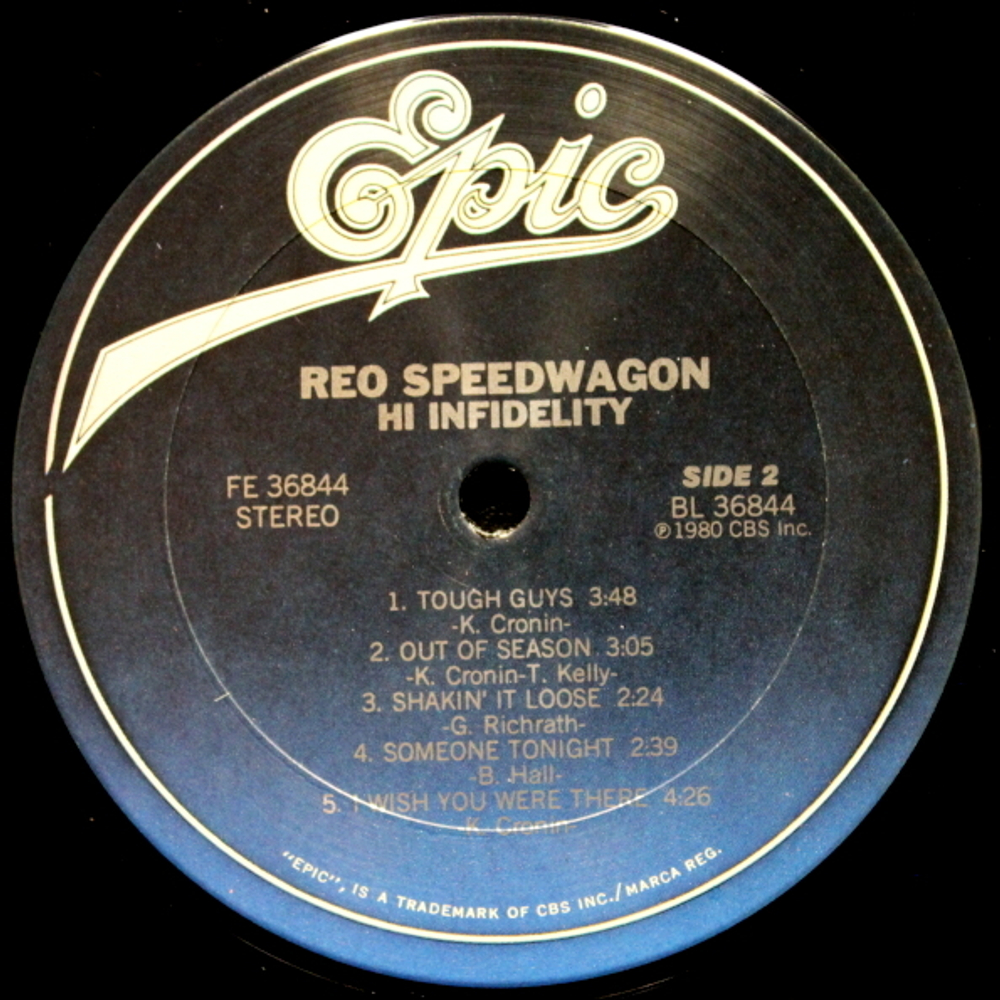 Epic
REO SPEEDWAGON
HI INFIDELITY
FE 36844
STEREO
SIDE 2
BL 36844
℗ 1980 CBS Inc.
1. TOUGH GUYS 3:48
-K. Cronin-
2. OUT OF SEASON 3:05
-K. Cronin-T. Kelly-
3. SHAKIN' IT LOOSE 2:24
-G. Richrath-
4. SOMEONE TONIGHT 2:39
-B. Hall-
5. I WISH YOU WERE THERE 4:26
-K. Cronin-
"EPIC", IS A TRADEMARK OF CBS INC./MARCA REG.